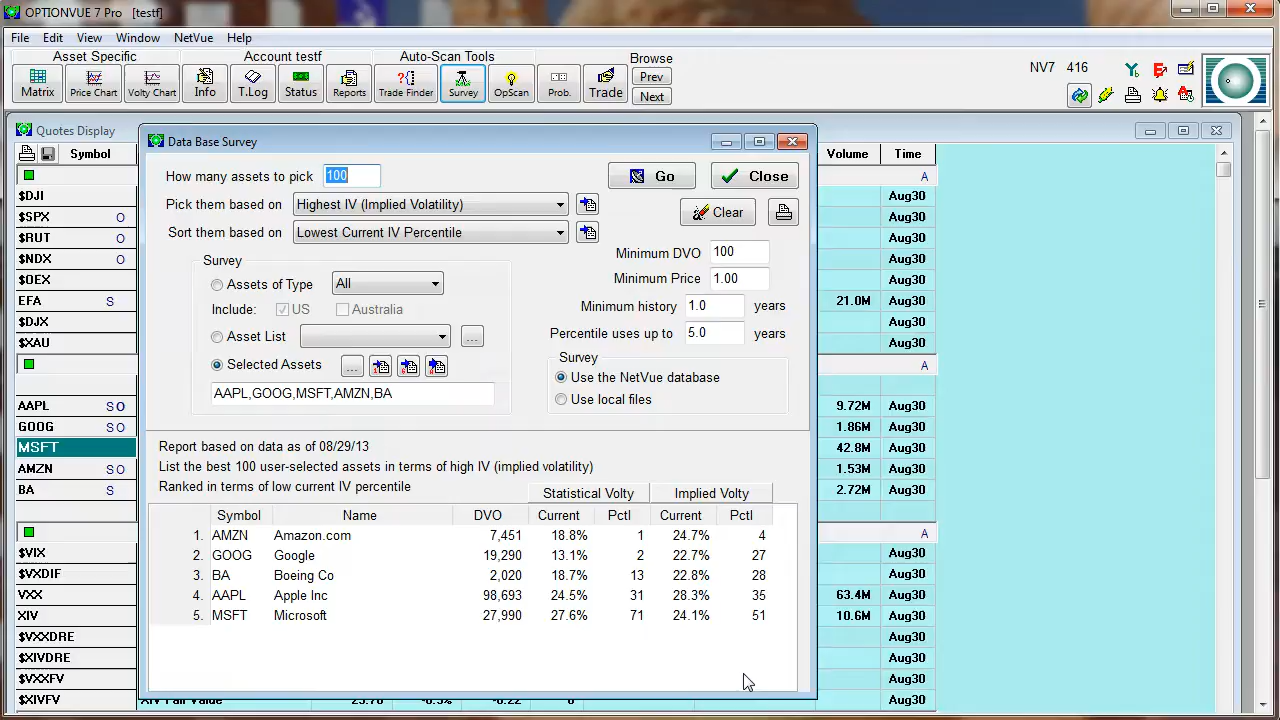 OPTIONVUE 7 Pro [testf]
File Edit View Window NetVue Help
Asset Specific Account testf Auto-Scan Tools Browse
Matrix Price Chart Volty Chart Info T.Log Status Reports Trade Finder Survey OpScan Prob. Trade Prev Next
NV7 416
Quotes Display
Symbol Volume Time
A
$DJI Aug30
$SPX O Aug30
$RUT O Aug30
$NDX O Aug30
$OEX Aug30
EFA S 21.0M Aug30
$DJX Aug30
$XAU Aug30
A
AAPL S O 9.72M Aug30
GOOG S O 1.86M Aug30
MSFT 42.8M Aug30
AMZN S O 1.53M Aug30
BA S 2.72M Aug30
A
$VIX Aug30
$VXDIF Aug30
VXX 63.4M Aug30
XIV 10.6M Aug30
$VXXDRE Aug30
$XIVDRE Aug30
$VXXFV Aug30
$XIVFV Aug30
Data Base Survey
How many assets to pick 100 Go Close
Pick them based on Highest IV (Implied Volatility) Clear
Sort them based on Lowest Current IV Percentile
Minimum DVO 100
Minimum Price 1.00
Minimum history 1.0 years
Percentile uses up to 5.0 years
Survey
Assets of Type All
Include: US Australia
Asset List ...
Selected Assets ...
AAPL,GOOG,MSFT,AMZN,BA
Survey
Use the NetVue database
Use local files
Report based on data as of 08/29/13
List the best 100 user-selected assets in terms of high IV (implied volatility)
Ranked in terms of low current IV percentile
Statistical Volty Implied Volty
Symbol Name DVO Current Pctl Current Pctl
1. AMZN Amazon.com 7,451 18.8% 1 24.7% 4
2. GOOG Google 19,290 13.1% 2 22.7% 27
3. BA Boeing Co 2,020 18.7% 13 22.8% 28
4. AAPL Apple Inc 98,693 24.5% 31 28.3% 35
5. MSFT Microsoft 27,990 27.6% 71 24.1% 51